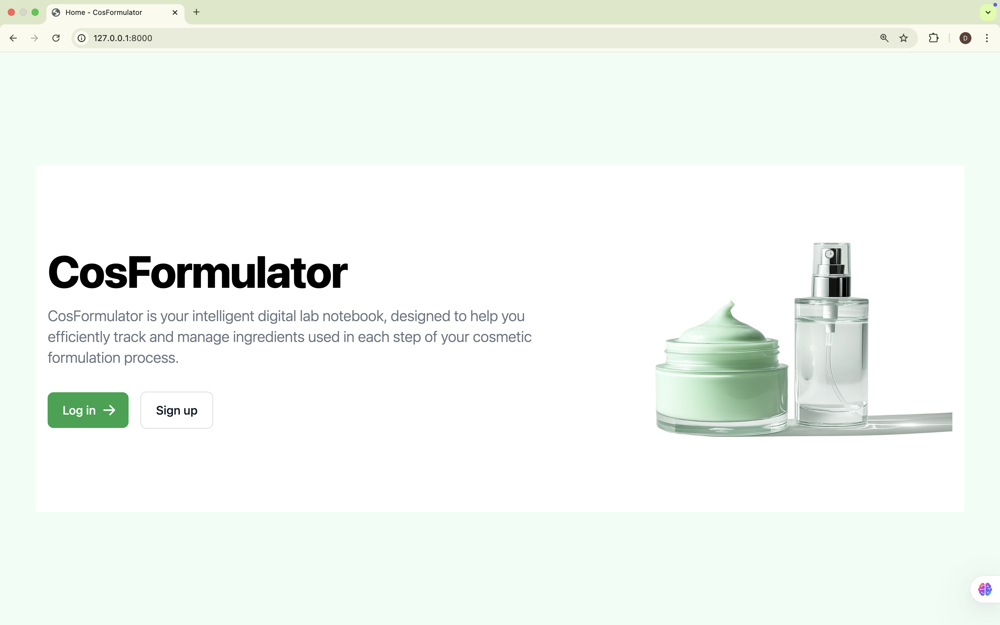 Home - CosFormulator
127.0.0.1:8000
D
CosFormulator
CosFormulator is your intelligent digital lab notebook, designed to help you
efficiently track and manage ingredients used in each step of your cosmetic
formulation process.
Log in
Sign up